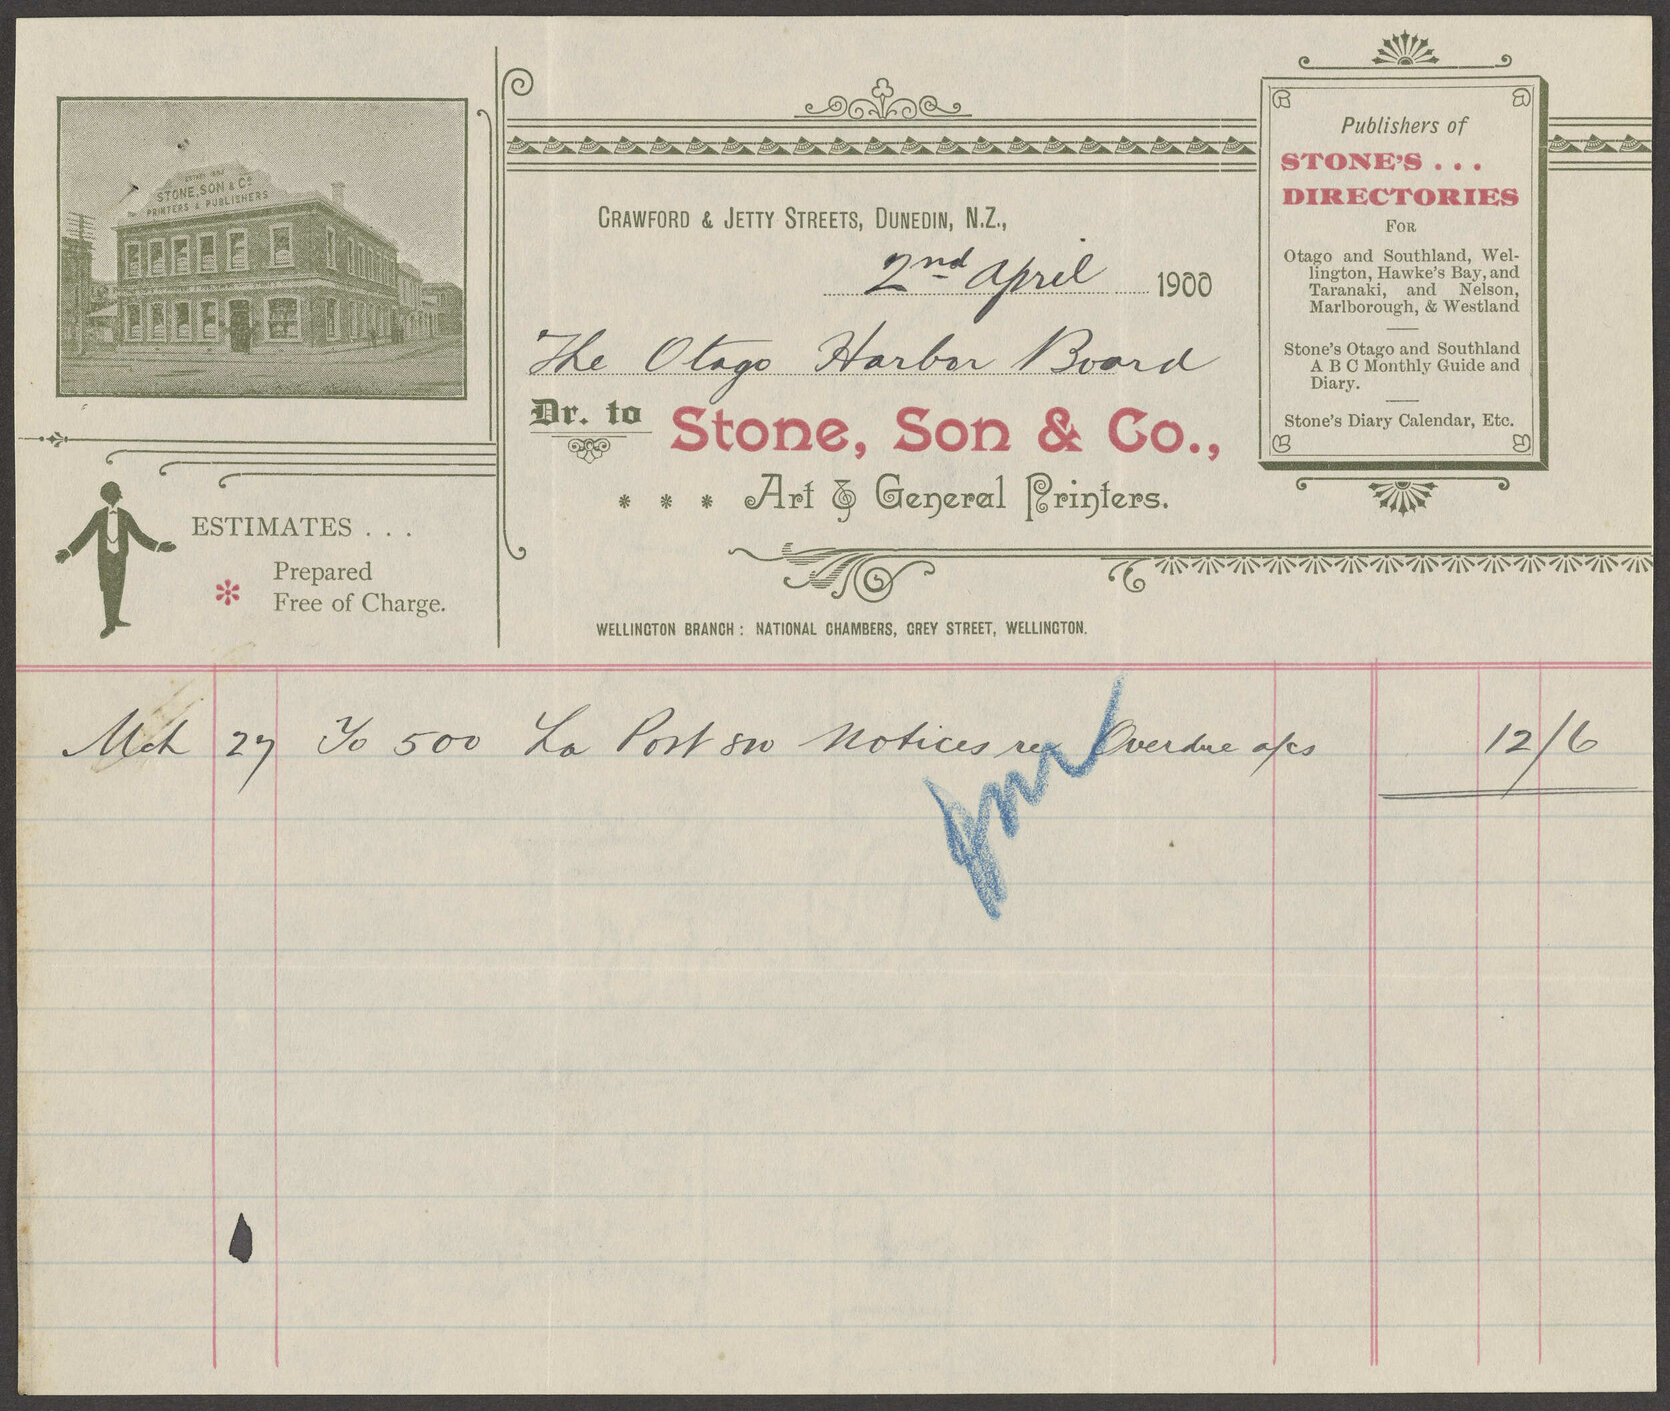 STONE, SON & Co
PRINTERS & PUBLISHERS
ESTIMATES . . .
Prepared
Free of Charge.
CRAWFORD & JETTY STREETS, DUNEDIN, N.Z.,
2nd April 1900
The Otago Harbor Board
Dr. to Stone, Son & Co.,
Art & General Printers.
WELLINGTON BRANCH : NATIONAL CHAMBERS, GREY STREET, WELLINGTON.
Publishers of
STONE'S . . .
DIRECTORIES
FOR
Otago and Southland, Wel-
lington, Hawke's Bay, and
Taranaki, and Nelson,
Marlborough, & Westland
Stone's Otago and Southland
A B C Monthly Guide and
Diary.
Stone's Diary Calendar, Etc.
Mch 27 To 500 La Post 8vo Notices re Overdue a/cs 12/6